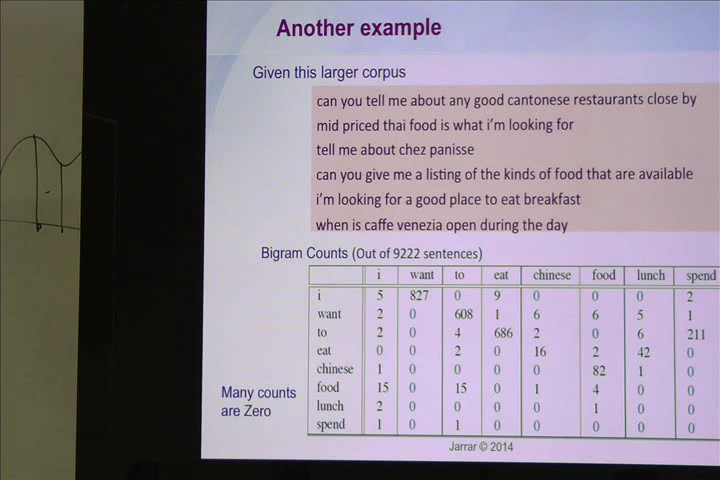 Another example
Given this larger corpus
can you tell me about any good cantonese restaurants close by
mid priced thai food is what i'm looking for
tell me about chez panisse
can you give me a listing of the kinds of food that are available
i'm looking for a good place to eat breakfast
when is caffe venezia open during the day
Bigram Counts (Out of 9222 sentences)
i want to eat chinese food lunch spend
i 5 827 0 9 0 0 0 2
want 2 0 608 1 6 6 5 1
to 2 0 4 686 2 0 6 211
eat 0 0 2 0 16 2 42 0
chinese 1 0 0 0 0 82 1 0
food 15 0 15 0 1 4 0 0
lunch 2 0 0 0 0 1 0 0
spend 1 0 1 0 0 0 0 0
Many counts
are Zero
Jarrar © 2014